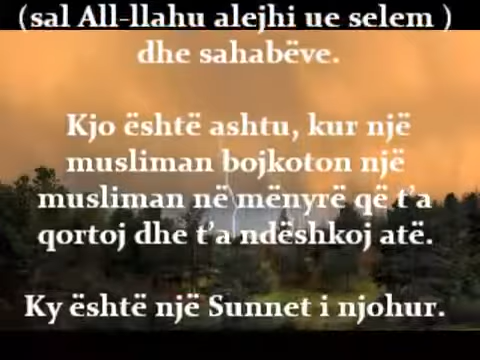 (sal All-llahu alejhi ue selem )
dhe sahabëve.
Kjo është ashtu, kur një
musliman bojkoton një
musliman në mënyrë që t'a
qortoj dhe t'a ndëshkoj atë.
Ky është një Sunnet i njohur.